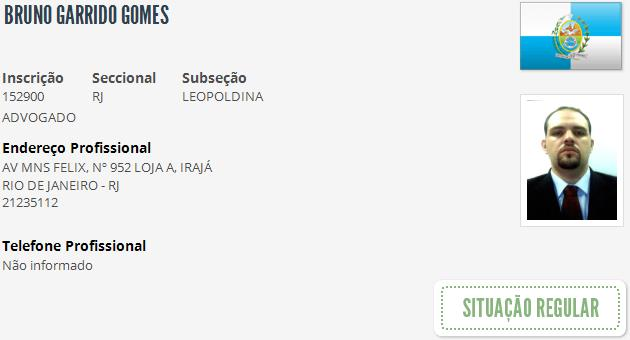 BRUNO GARRIDO GOMES
Inscrição Seccional Subseção
152900 RJ LEOPOLDINA
ADVOGADO
Endereço Profissional
AV MNS FELIX, Nº 952 LOJA A, IRAJÁ
RIO DE JANEIRO - RJ
21235112
Telefone Profissional
Não informado
SITUAÇÃO REGULAR